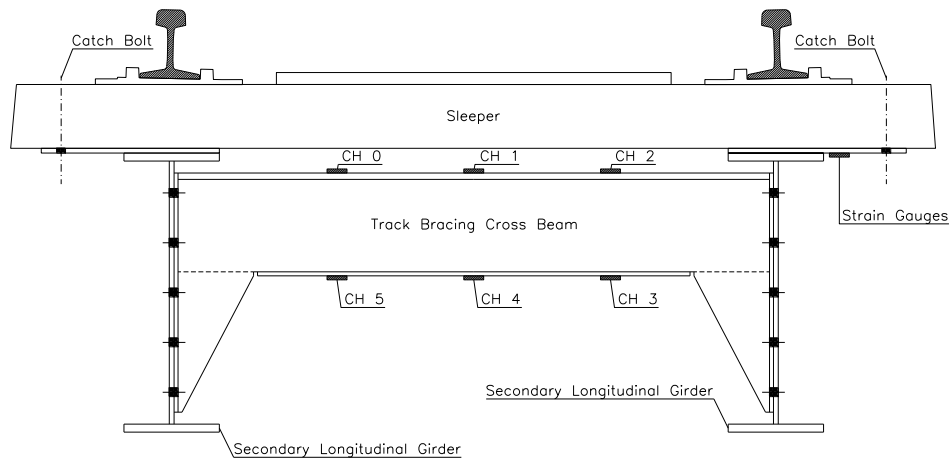 Catch Bolt
Catch Bolt
Sleeper
CH 0
CH 1
CH 2
Strain Gauges
Track Bracing Cross Beam
CH 5
CH 4
CH 3
Secondary Longitudinal Girder
Secondary Longitudinal Girder